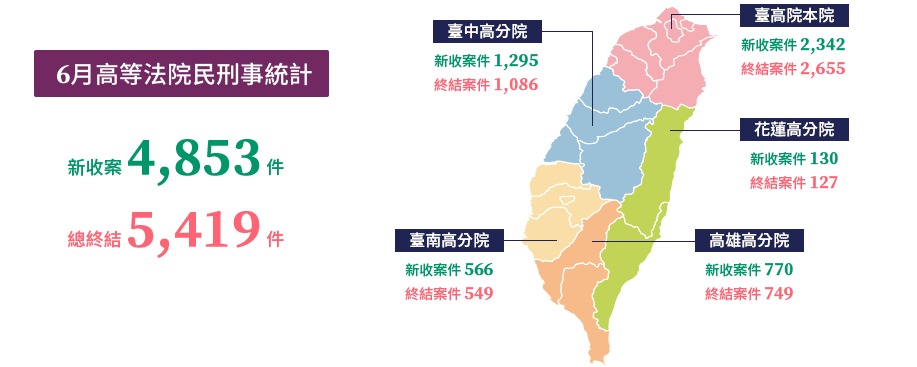 6月高等法院民刑事統計
新收案 4,853 件
總終結 5,419 件
臺中高分院
新收案件 1,295
終結案件 1,086
臺高院本院
新收案件 2,342
終結案件 2,655
花蓮高分院
新收案件 130
終結案件 127
臺南高分院
新收案件 566
終結案件 549
高雄高分院
新收案件 770
終結案件 749